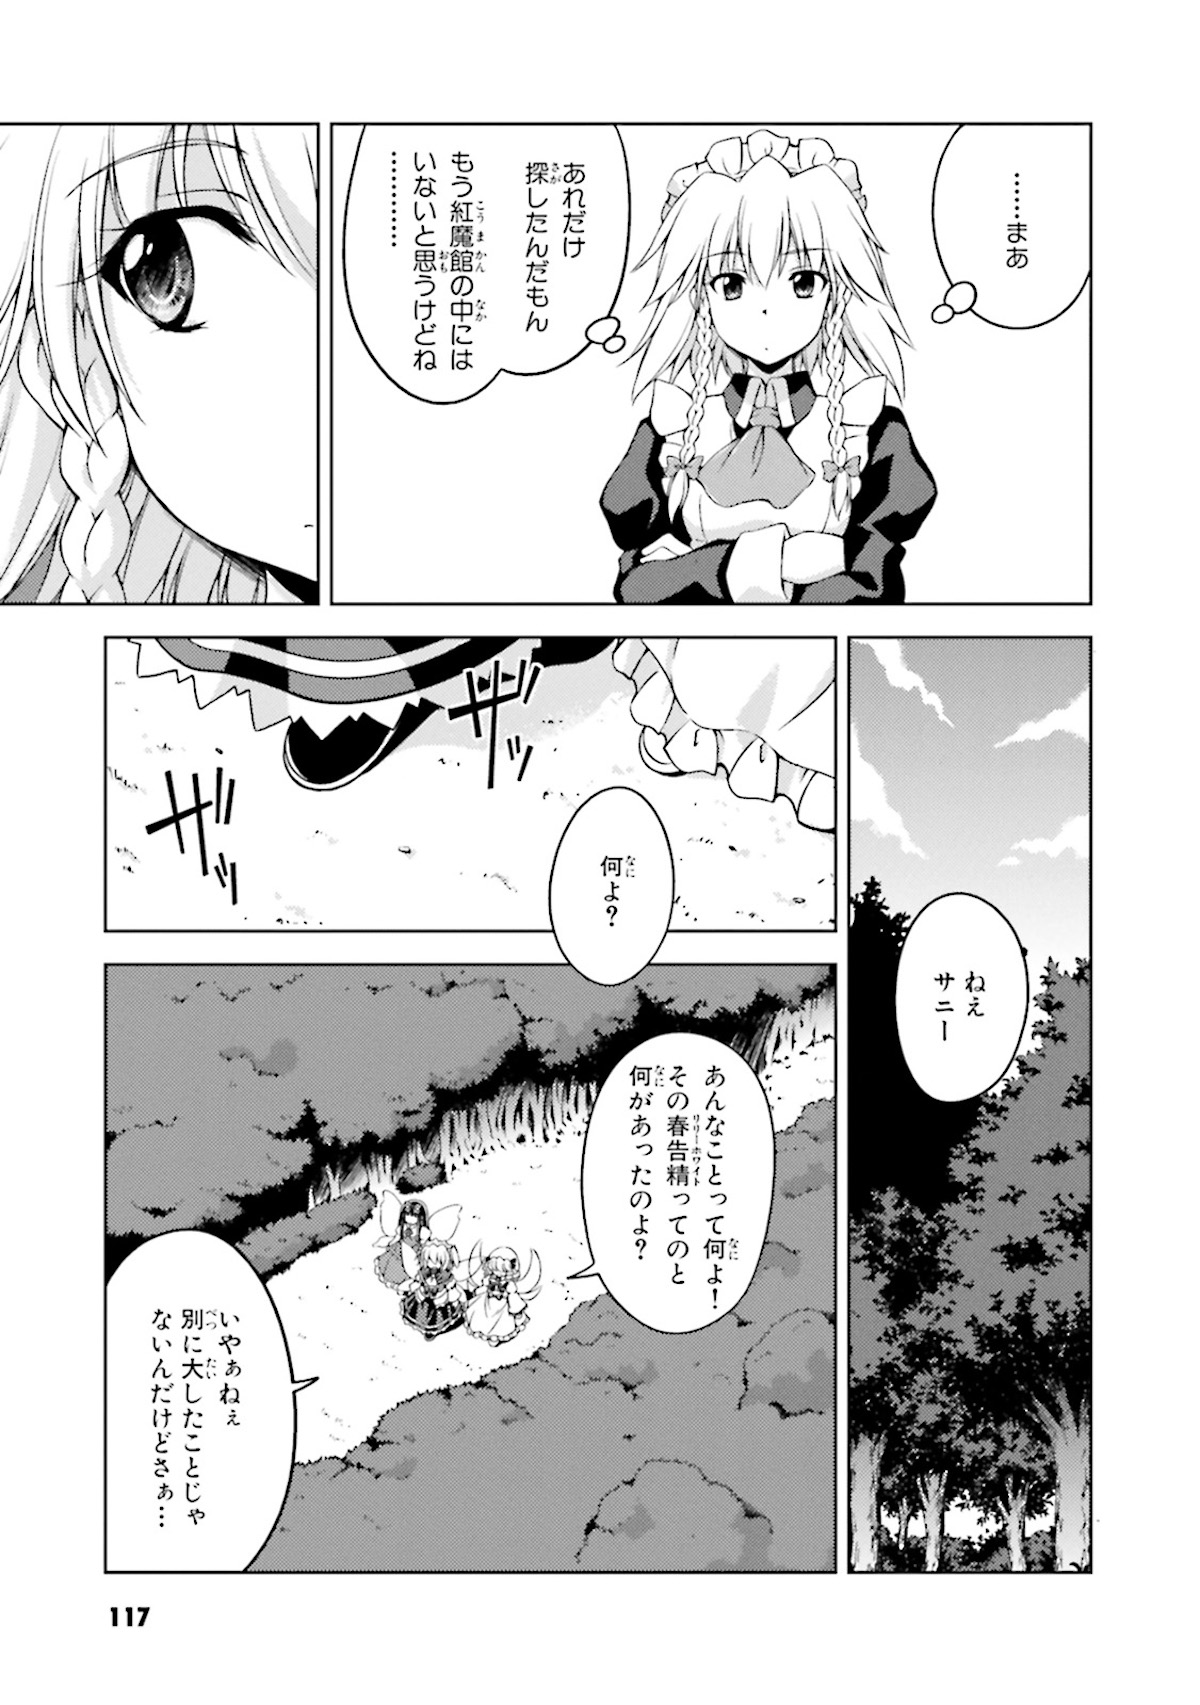 ……まあ
あれだけ
探したんだもん
もう紅魔館の中には
いないと思うけどね
………
ねえ
サニー
ザッ
ザッ
何よ？
あんなことって何よ！
その春告精ってのと
何があったのよ？
いやぁねぇ
別に大したことじゃ
ないんだけどさぁ…
117